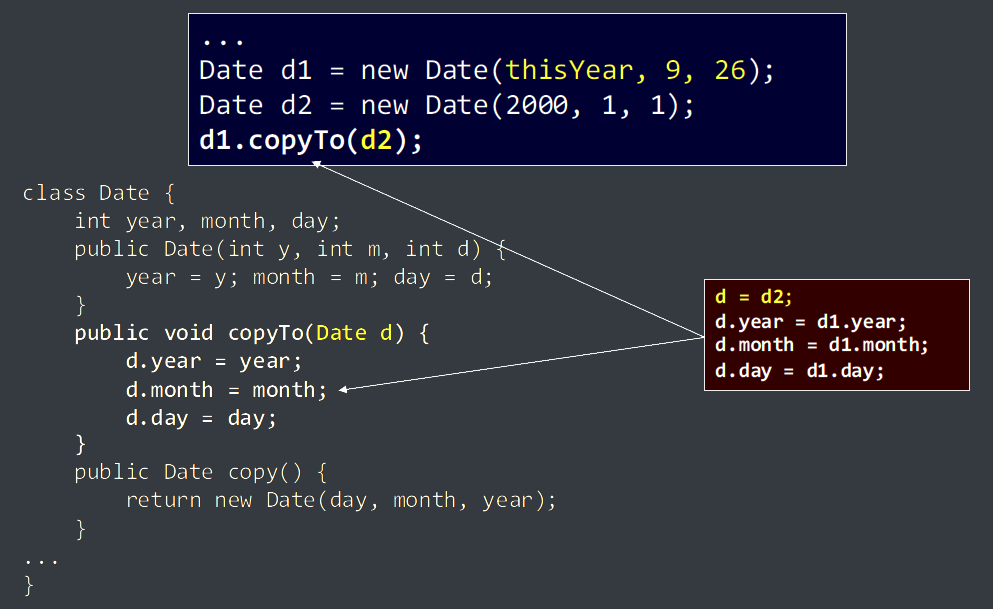 ...
Date d1 = new Date(thisYear, 9, 26);
Date d2 = new Date(2000, 1, 1);
d1.copyTo(d2);
class Date {
    int year, month, day;
    public Date(int y, int m, int d) {
        year = y; month = m; day = d;
    }
    public void copyTo(Date d) {
        d.year = year;
        d.month = month;
        d.day = day;
    }
    public Date copy() {
        return new Date(day, month, year);
    }
...
}
d = d2;
d.year = d1.year;
d.month = d1.month;
d.day = d1.day;